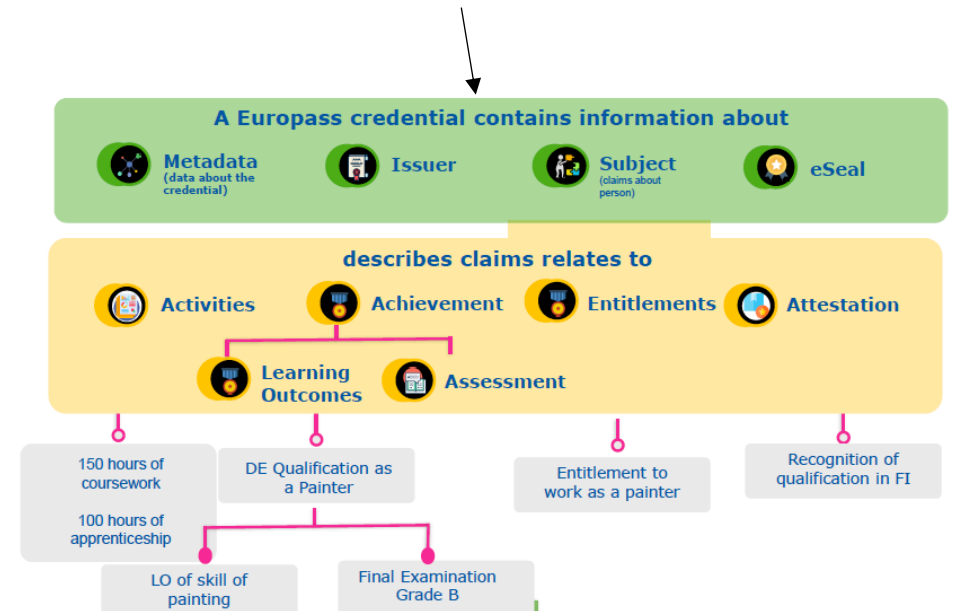 A Europass credential contains information about
Metadata
(data about the
credential)
Issuer
Subject
(claims about
person)
eSeal
describes claims relates to
Activities
Achievement
Entitlements
Attestation
Learning
Outcomes
Assessment
150 hours of
coursework
100 hours of
apprenticeship
DE Qualification as
a Painter
Entitlement to
work as a painter
Recognition of
qualification in FI
LO of skill of
painting
Final Examination
Grade B